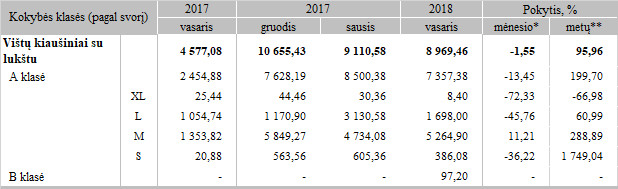 Kokybės klasės (pagal svorį) 2017 2017 2018 Pokytis, %
vasaris gruodis sausis vasaris mėnesio* metų**
Vištų kiaušiniai su lukštu 4 577,08 10 655,43 9 110,58 8 969,46 -1,55 95,96
A klasė 2 454,88 7 628,19 8 500,38 7 357,38 -13,45 199,70
XL 25,44 44,46 30,36 8,40 -72,33 -66,98
L 1 054,74 1 170,90 3 130,58 1 698,00 -45,76 60,99
M 1 353,82 5 849,27 4 734,08 5 264,90 11,21 288,89
S 20,88 563,56 605,36 386,08 -36,22 1 749,04
B klasė - - - 97,20 - -